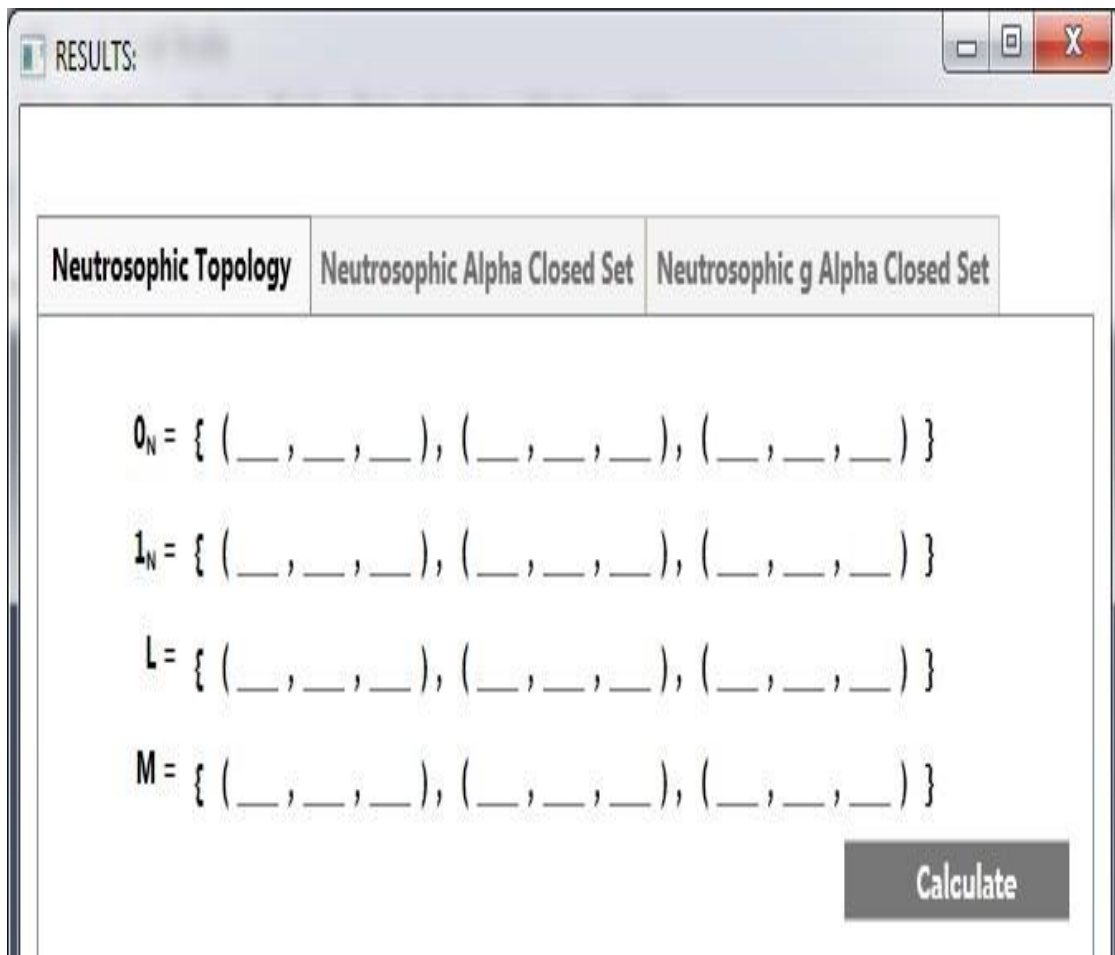 RESULTS:
Neutrosophic Topology Neutrosophic Alpha Closed Set Neutrosophic g Alpha Closed Set
0N = { ( __ , __ , __ ), ( __ , __ , __ ), ( __ , __ , __ ) }
1N = { ( __ , __ , __ ), ( __ , __ , __ ), ( __ , __ , __ ) }
L = { ( __ , __ , __ ), ( __ , __ , __ ), ( __ , __ , __ ) }
M = { ( __ , __ , __ ), ( __ , __ , __ ), ( __ , __ , __ ) }
Calculate